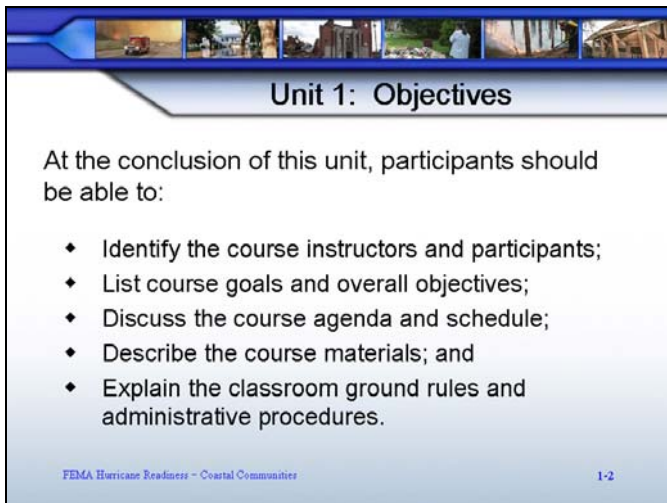 Unit 1: Objectives
At the conclusion of this unit, participants should
be able to:
Identify the course instructors and participants;
List course goals and overall objectives;
Discuss the course agenda and schedule;
Describe the course materials; and
Explain the classroom ground rules and
administrative procedures.
FEMA Hurricane Readiness - Coastal Communities 1-2